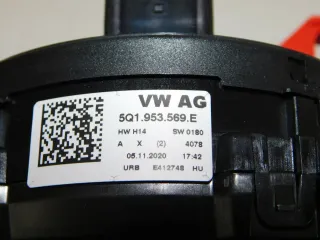 VW AG
5Q1.953.569.E
HW H14 SW 0180
A X (2) 4078
05.11.2020 17:42
URB E412748 HU